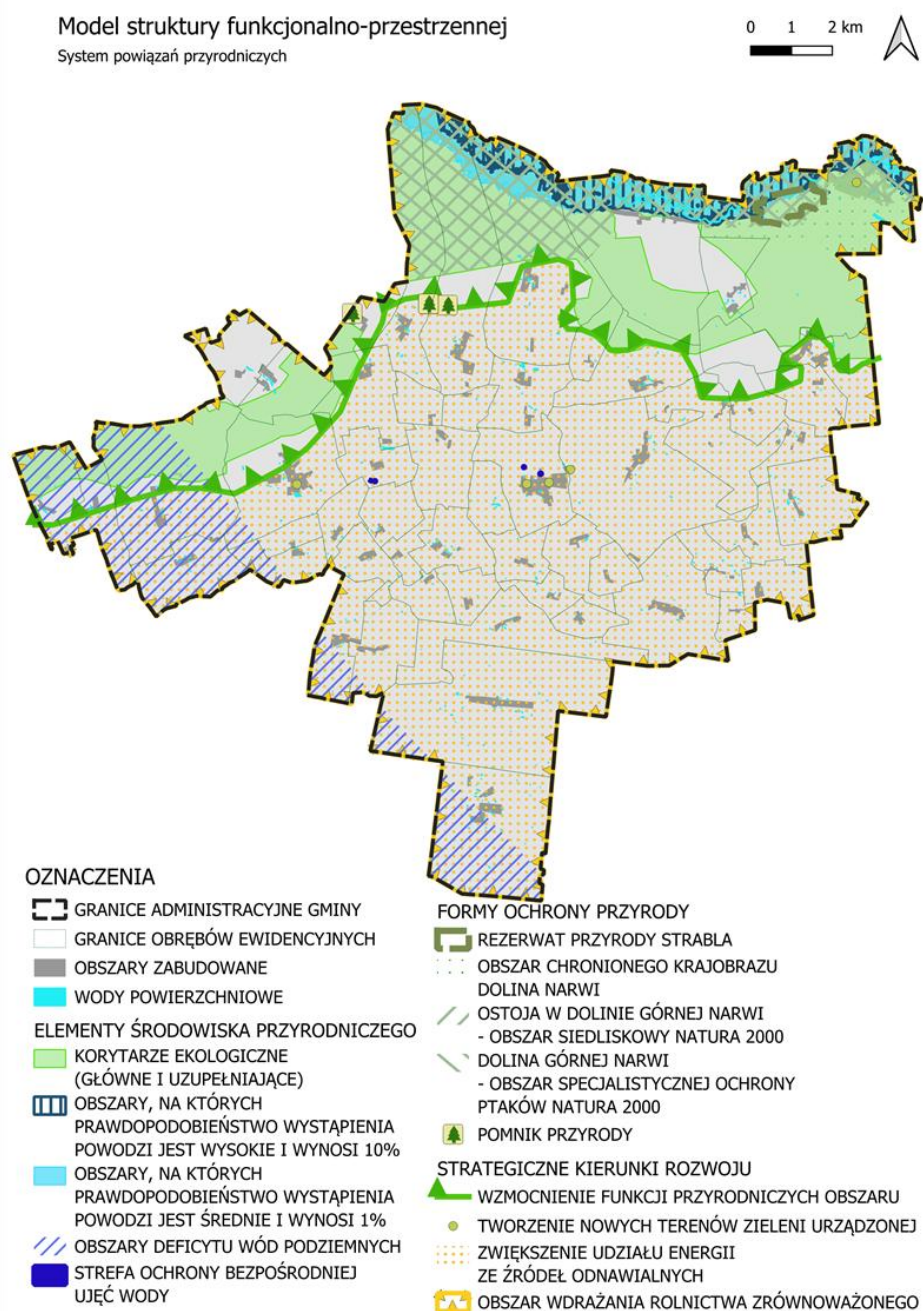 Model struktury funkcjonalno-przestrzennej
System powiązań przyrodniczych
0 1 2 km
OZNACZENIA
GRANICE ADMINISTRACYJNE GMINY
GRANICE OBRĘBÓW EWIDENCYJNYCH
OBSZARY ZABUDOWANE
WODY POWIERZCHNIOWE
ELEMENTY ŚRODOWISKA PRZYRODNICZEGO
KORYTARZE EKOLOGICZNE
(GŁÓWNE I UZUPEŁNIAJĄCE)
OBSZARY, NA KTÓRYCH
PRAWDOPODOBIEŃSTWO WYSTĄPIENIA
POWODZI JEST WYSOKIE I WYNOSI 10%
OBSZARY, NA KTÓRYCH
PRAWDOPODOBIEŃSTWO WYSTĄPIENIA
POWODZI JEST ŚREDNIE I WYNOSI 1%
OBSZARY DEFICYTU WÓD PODZIEMNYCH
STREFA OCHRONY BEZPOŚREDNIEJ
UJĘĆ WODY
FORMY OCHRONY PRZYRODY
REZERWAT PRZYRODY STRABLA
OBSZAR CHRONIONEGO KRAJOBRAZU
DOLINA NARWI
OSTOJA W DOLINIE GÓRNEJ NARWI
- OBSZAR SIEDLISKOWY NATURA 2000
DOLINA GÓRNEJ NARWI
- OBSZAR SPECJALISTYCZNEJ OCHRONY
PTAKÓW NATURA 2000
POMNIK PRZYRODY
STRATEGICZNE KIERUNKI ROZWOJU
WZMOCNIENIE FUNKCJI PRZYRODNICZYCH OBSZARU
TWORZENIE NOWYCH TERENÓW ZIELENI URZĄDZONEJ
ZWIĘKSZENIE UDZIAŁU ENERGII
ZE ŹRÓDEŁ ODNAWIALNYCH
OBSZAR WDRAŻANIA ROLNICTWA ZRÓWNOWAŻONEGO